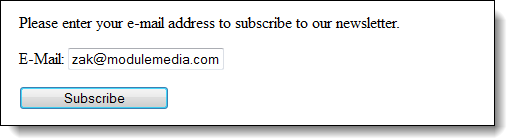 Please enter your e-mail address to subscribe to our newsletter.
E-Mail: zak@modulemedia.com
Subscribe